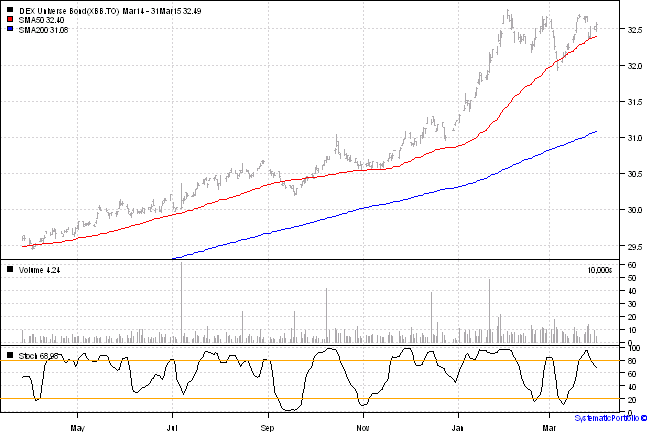 DEX Universe Bond(XBB.TO) Mar14 - 31Mar15 32.49
SMA50 32.40
SMA200 31.08
32.5
32.0
31.5
31.0
30.5
30.0
29.5
Volume 4.24
10,000s
60
50
40
30
20
10
0
Stoch 68.95
100
80
60
40
20
0
May Jul Sep Nov Jan Mar
SystematicPortfolio ©